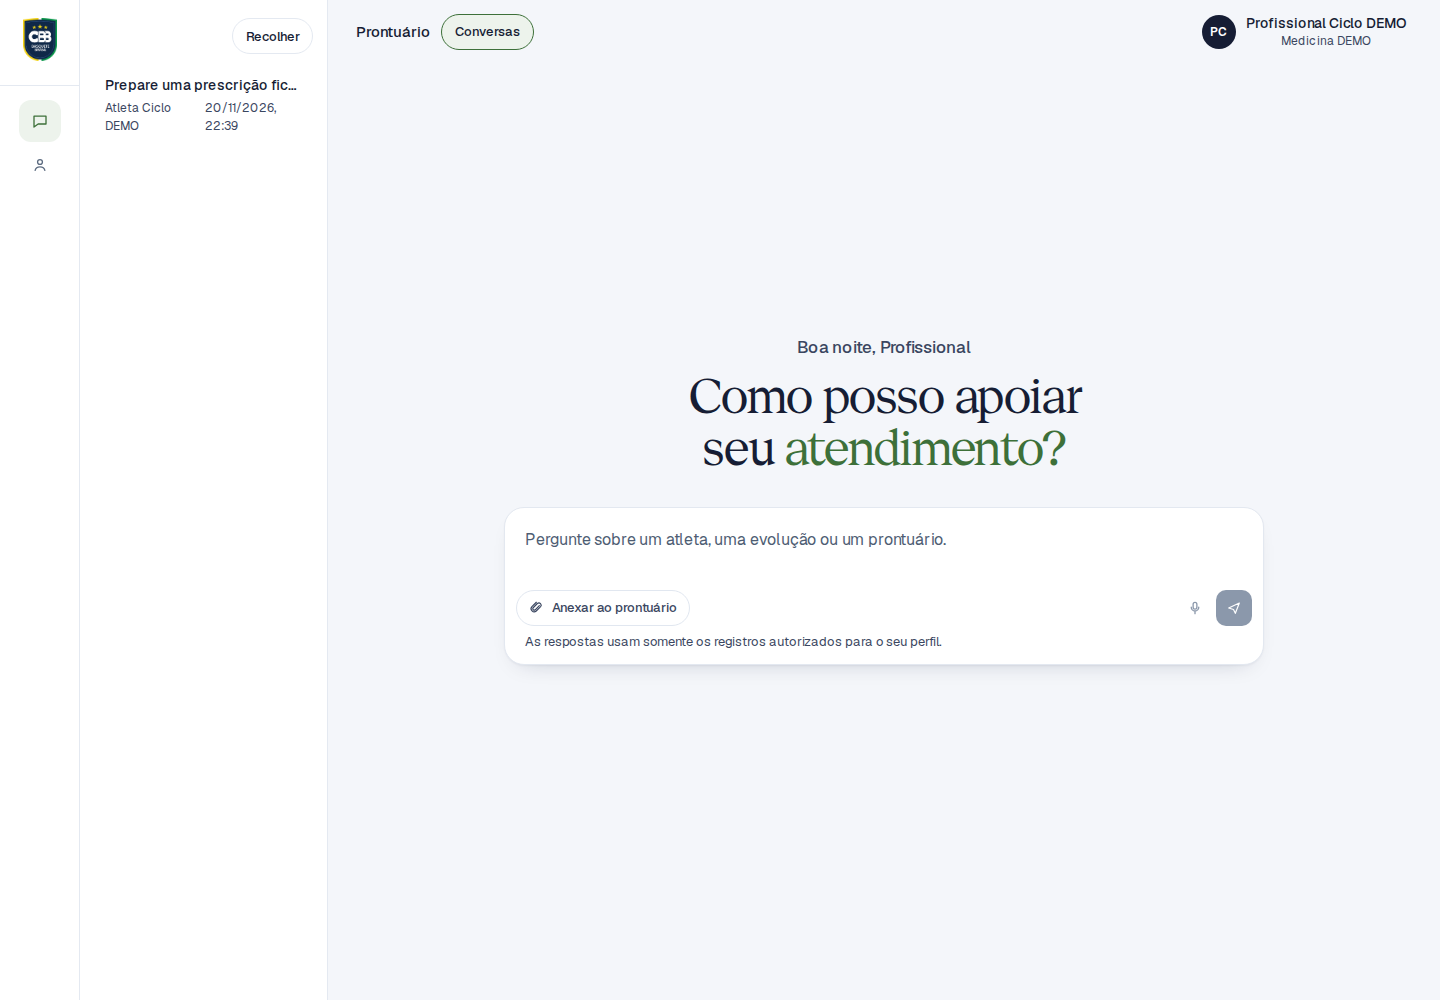 CBB
Recolher
Prepare uma prescrição fic...
Atleta Ciclo DEMO
20/11/2026, 22:39
Prontuário
Conversas
PC
Profissional Ciclo DEMO
Medicina DEMO
Boa noite, Profissional
Como posso apoiar
seu atendimento?
Pergunte sobre um atleta, uma evolução ou um prontuário.
Anexar ao prontuário
As respostas usam somente os registros autorizados para o seu perfil.